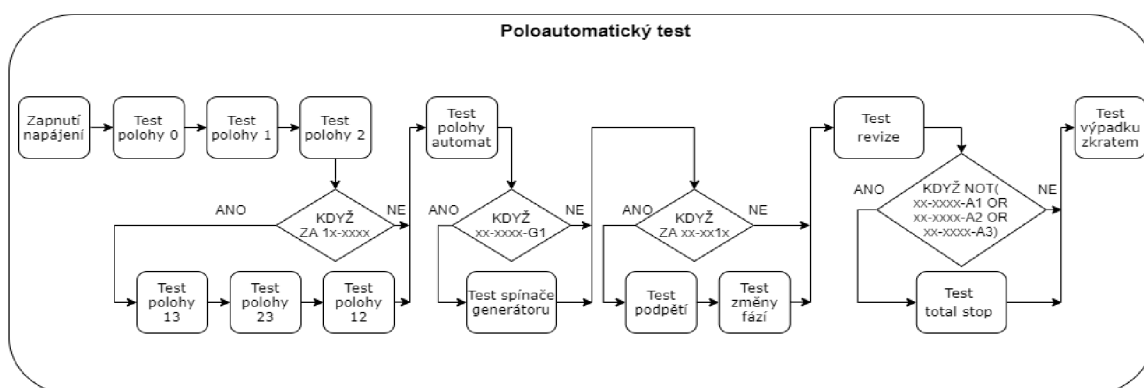 Poloautomatický test
Zapnutí
napájení
Test
polohy 0
Test
polohy 1
Test
polohy 2
KDYŽ
ZA 1x-xxxx
ANO
NE
Test
polohy
13
Test
polohy
23
Test
polohy
12
Test
polohy
automat
KDYŽ
xx-xxxx-G1
ANO
NE
Test spínače
generátoru
KDYŽ
ZA xx-xx1x
ANO
NE
Test
podpětí
Test
změny
fází
Test
revize
KDYŽ NOT(
xx-xxxx-A1 OR
xx-xxxx-A2 OR
xx-xxxx-A3)
ANO
NE
Test
total stop
Test
výpadku
zkratem